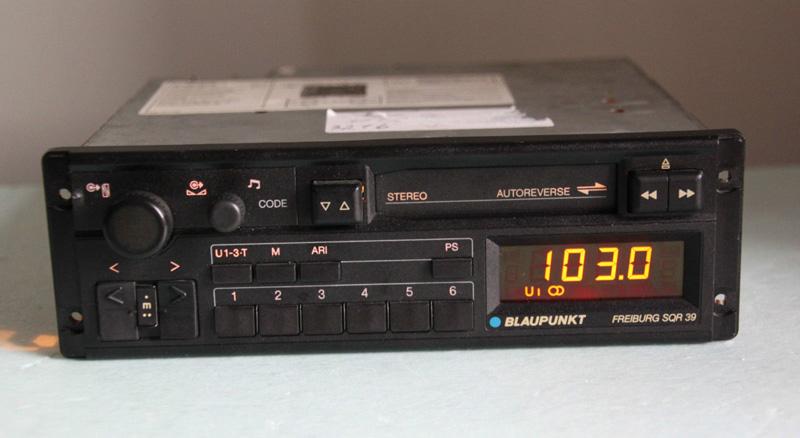 CODE
STEREO
AUTOREVERSE
U1-3-T M ARI PS
< >
1 2 3 4 5 6
103.0
U1
BLAUPUNKT
FREIBURG SQR 39